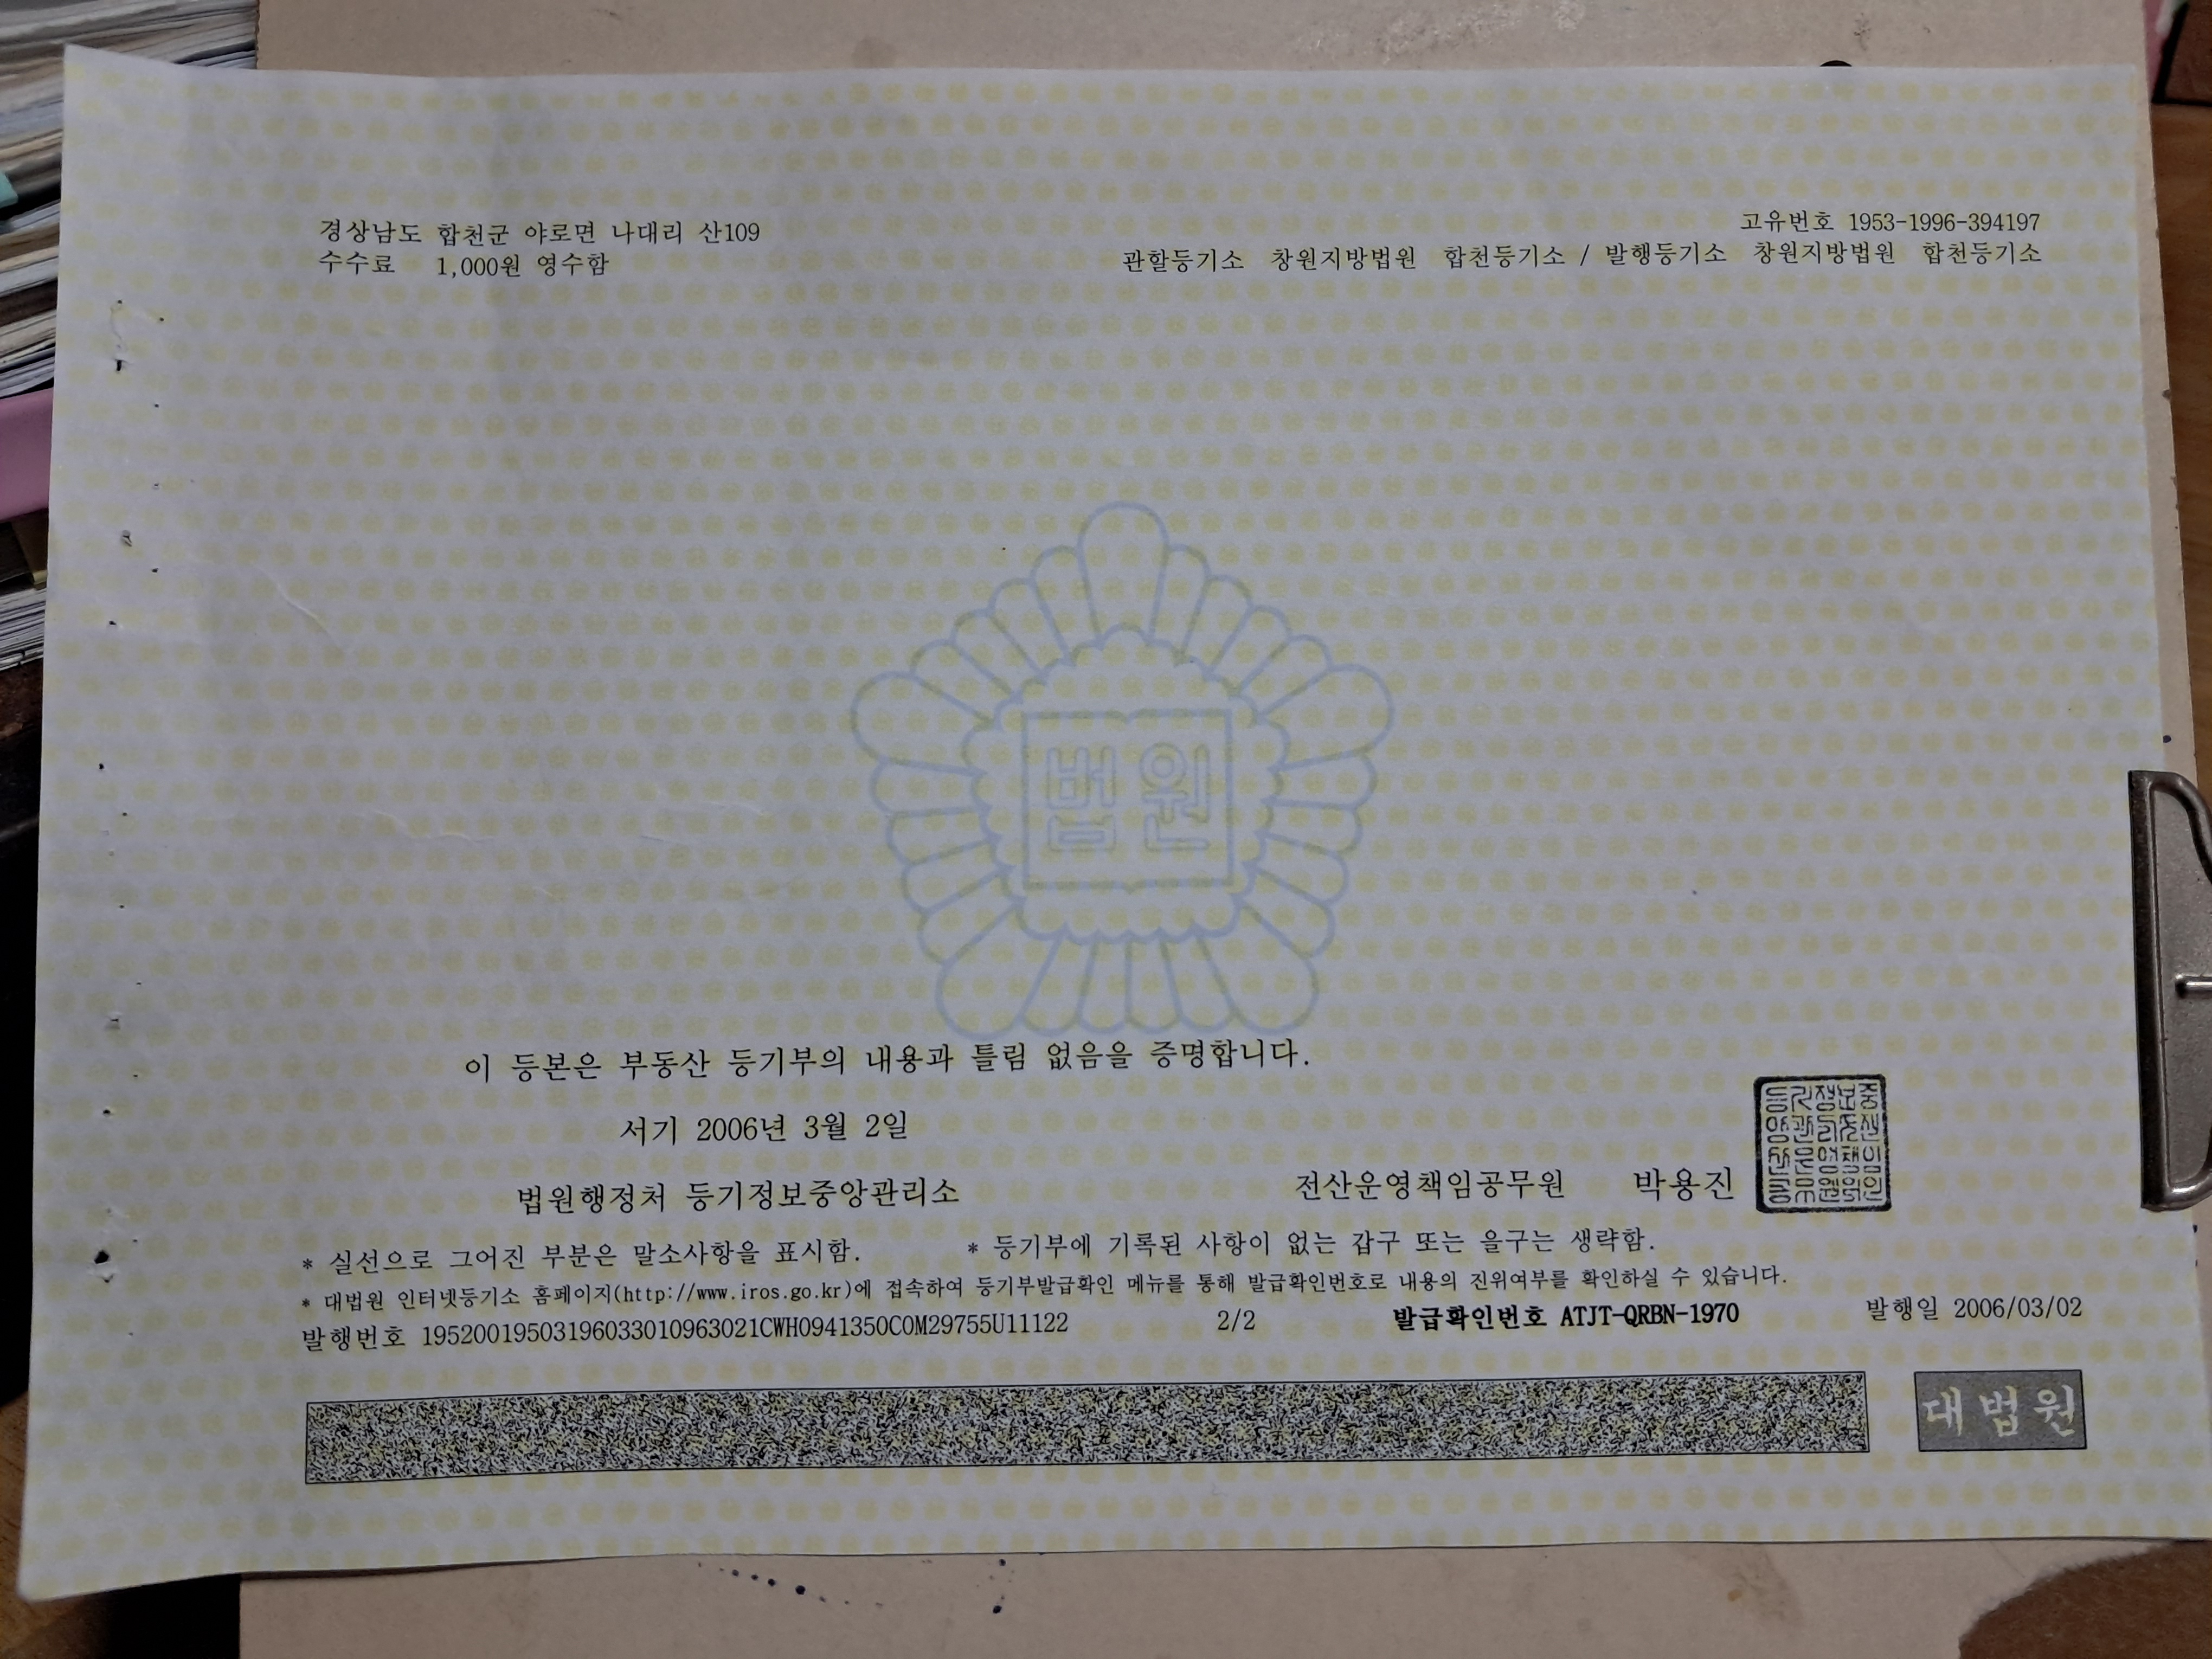 경상남도 합천군 야로면 나대리 산109
고유번호 1953-1996-394197
수수료 1,000원 영수함
관할등기소 창원지방법원 합천등기소 / 발행등기소 창원지방법원 합천등기소
법원
이 등본은 부동산 등기부의 내용과 틀림 없음을 증명합니다.
서기 2006년 3월 2일
법원행정처 등기정보중앙관리소 전산운영책임공무원 박용진
* 실선으로 그어진 부분은 말소사항을 표시함. * 등기부에 기록된 사항이 없는 갑구 또는 을구는 생략함.
* 대법원 인터넷등기소 홈페이지(http://www.iros.go.kr)에 접속하여 등기부발급확인 메뉴를 통해 발급확인번호로 내용의 진위여부를 확인하실 수 있습니다.
발행번호 19520019503196033010963021CWH0941350C0M29755U11122 2/2 발급확인번호 ATJT-QRBN-1970 발행일 2006/03/02
대법원